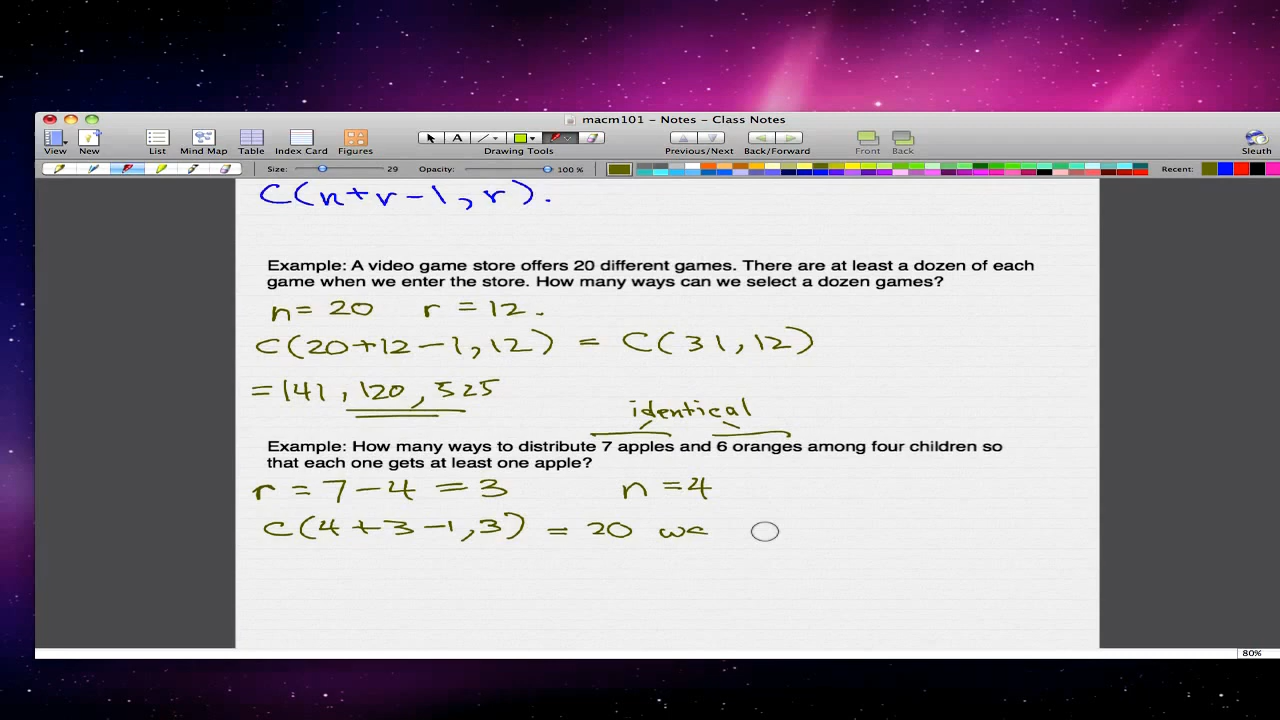 macm101 – Notes – Class Notes
View New List Mind Map Table Index Card Figures Drawing Tools Previous/Next Back/Forward Front Back Sleuth
A
Size: 29 Opacity: 100 % Recent:
C(n+r-1,r).
Example: A video game store offers 20 different games. There are at least a dozen of each
game when we enter the store. How many ways can we select a dozen games?
n = 20 r = 12.
C(20+12-1,12) = C(31,12)
= 141,120,525
identical
Example: How many ways to distribute 7 apples and 6 oranges among four children so
that each one gets at least one apple?
r = 7-4 = 3 n = 4
C(4+3-1,3) = 20 wa
80%